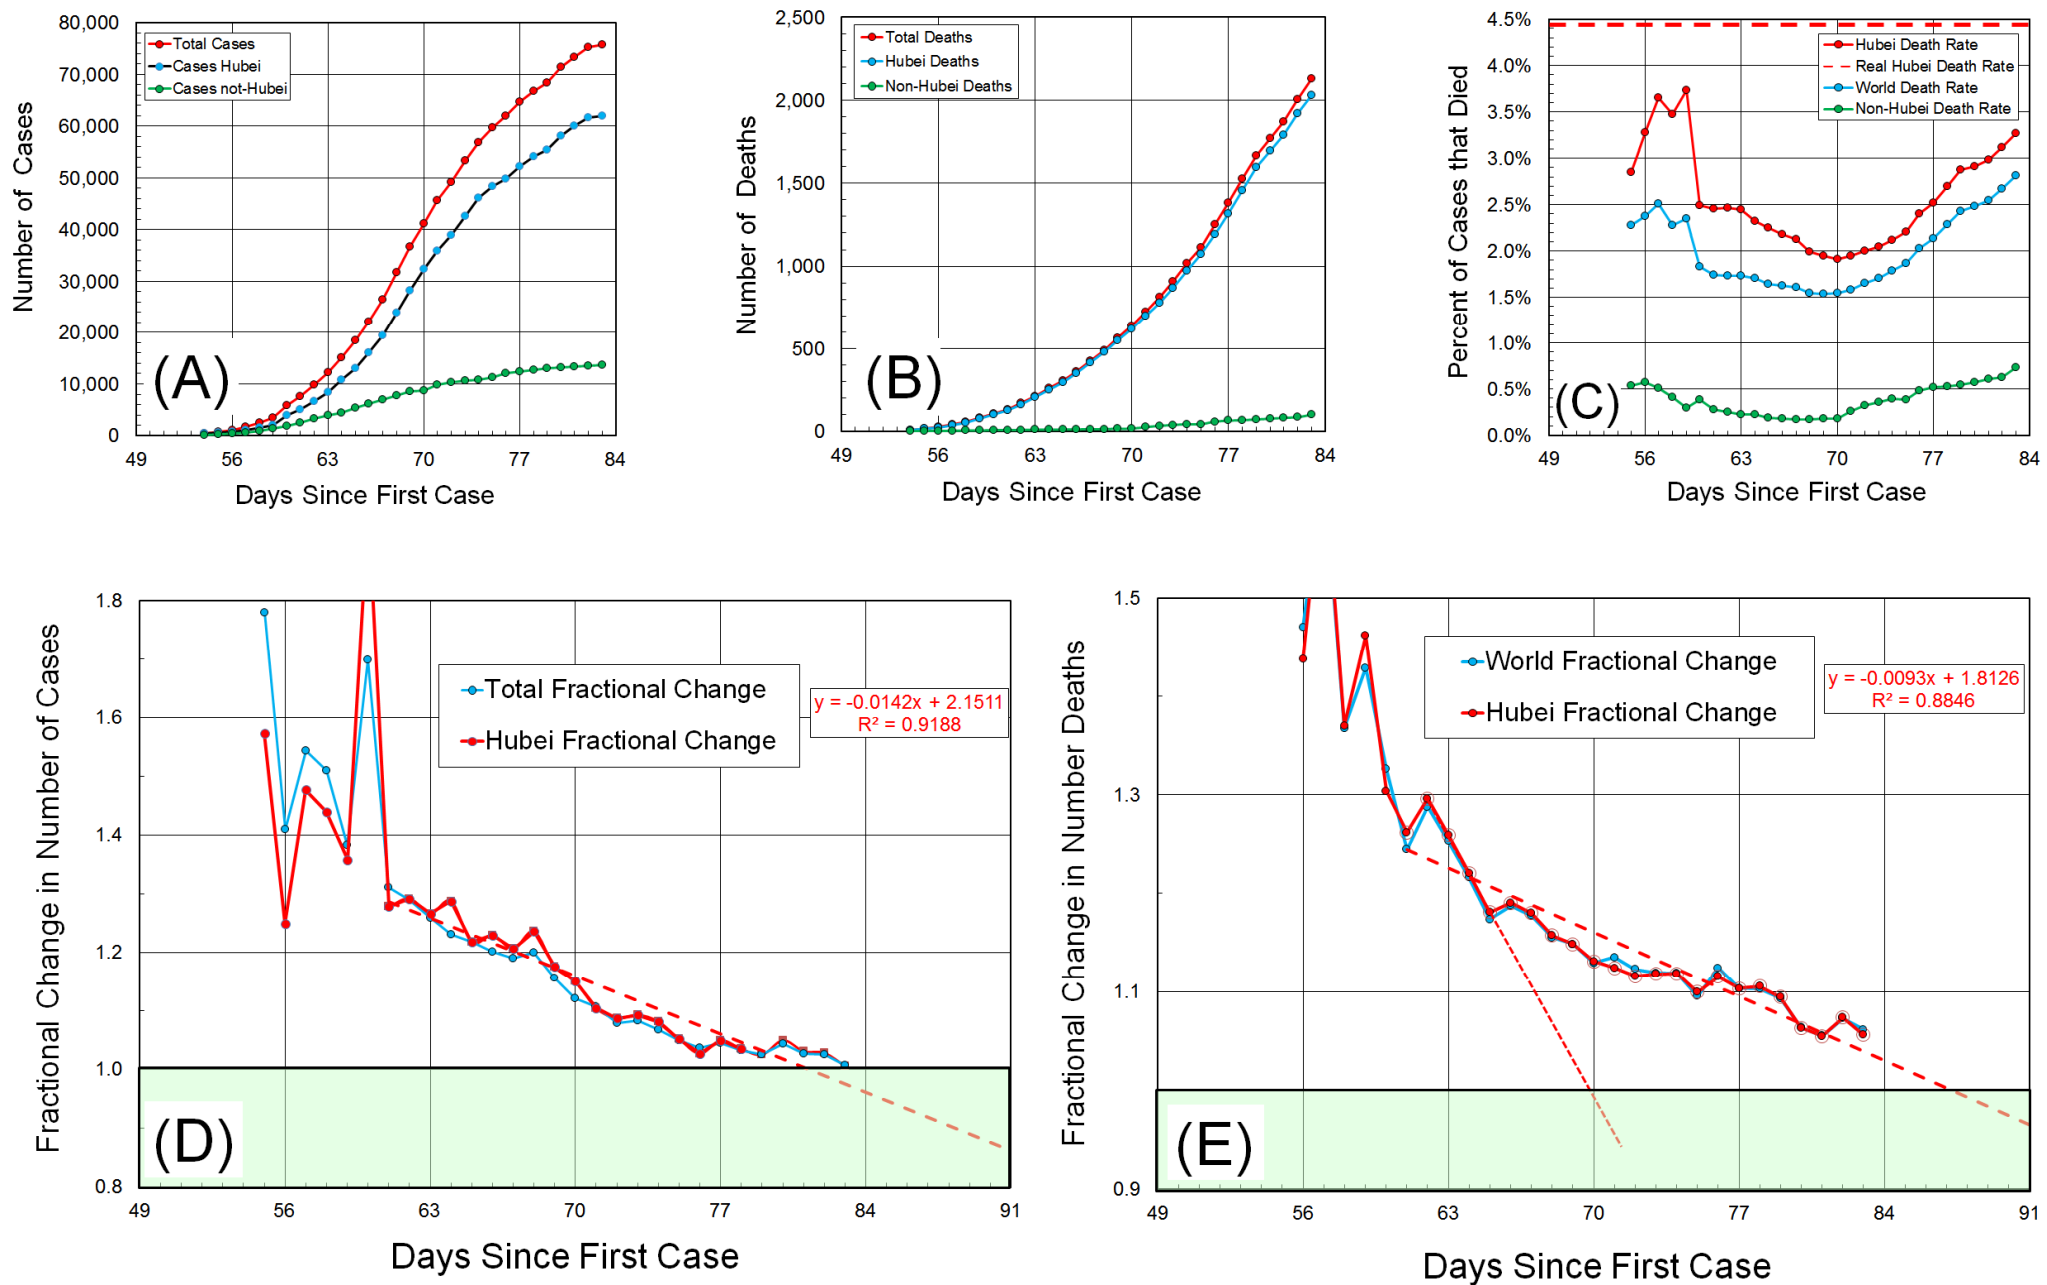 80,000
70,000
60,000
50,000
40,000
30,000
20,000
10,000
0
Number of Cases
Total Cases
Cases Hubei
Cases not-Hubei
(A)
49 56 63 70 77 84
Days Since First Case
2,500
2,000
1,500
1,000
500
0
Number of Deaths
Total Deaths
Hubei Deaths
Non-Hubei Deaths
(B)
49 56 63 70 77 84
Days Since First Case
4.5%
4.0%
3.5%
3.0%
2.5%
2.0%
1.5%
1.0%
0.5%
0.0%
Percent of Cases that Died
Hubei Death Rate
Real Hubei Death Rate
World Death Rate
Non-Hubei Death Rate
(C)
49 56 63 70 77 84
Days Since First Case
1.8
1.6
1.4
1.2
1.0
0.8
Fractional Change in Number of Cases
Total Fractional Change
Hubei Fractional Change
y = -0.0142x + 2.1511
R² = 0.9188
(D)
49 56 63 70 77 84 91
Days Since First Case
1.5
1.3
1.1
0.9
Fractional Change in Number Deaths
World Fractional Change
Hubei Fractional Change
y = -0.0093x + 1.8126
R² = 0.8846
(E)
49 56 63 70 77 84 91
Days Since First Case